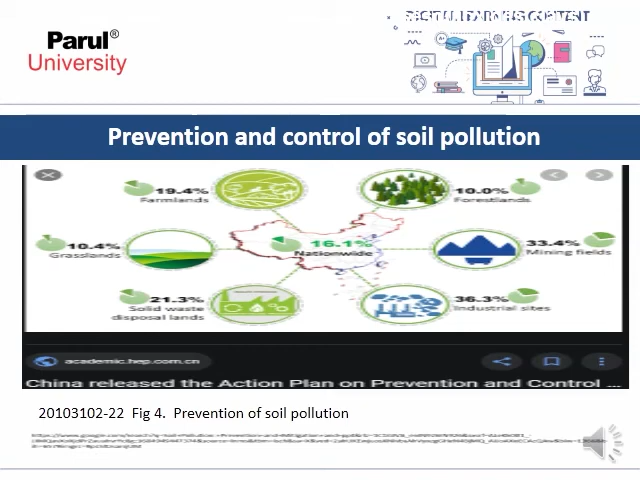 Parul®
University
Prevention and control of soil pollution
19.4%
Farmlands
10.0%
Forestlands
10.4%
Grasslands
16.1%
Nationwide
33.4%
Mining fields
21.3%
Solid waste
disposal lands
36.3%
Industrial sites
academic.hep.com.cn
China released the Action Plan on Prevention and Control ...
20103102-22 Fig 4. Prevention of soil pollution